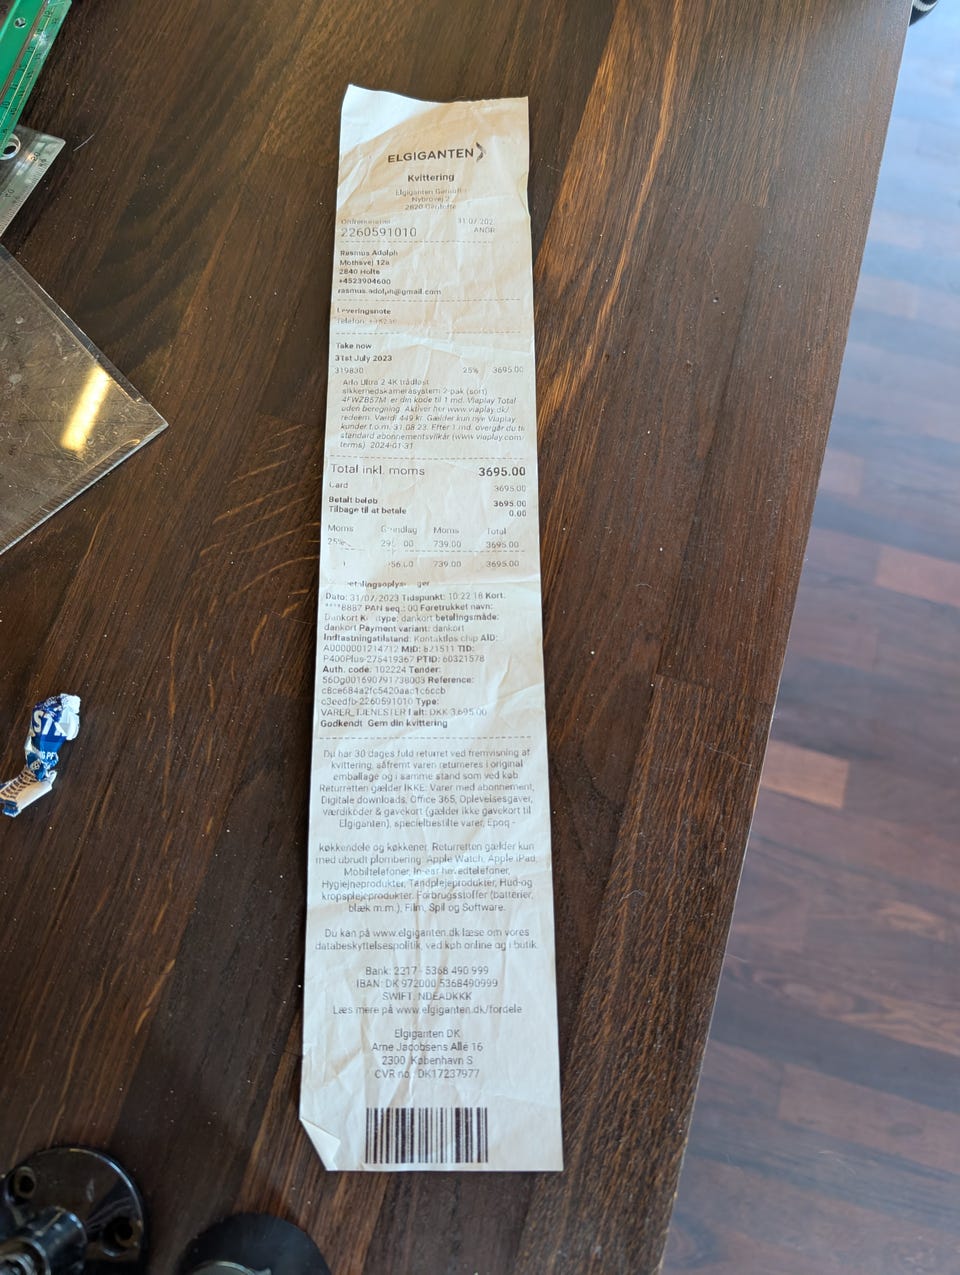 ELGIGANTEN
Kvittering
Elgiganten
Nybrovej 2
2820 Gentofte
Ordrenummer 31.07.202
2260591010 ANGR
Rasmus Adolph
Mothsvej 12a
2840 Holte
+4523904600
rasmus.adolph@gmail.com
Leveringsnote
Telefon:
Take now
31st July 2023
319830 25% 3695.00
Arlo Ultra 2 4K trådløst
sikkerhedskamerasystem 2-pak (sort)
4FWZB57M er din kode til 1 md. Viaplay Total
uden beregning. Aktiver her www.viaplay.dk/
redeem. Værdi 449 kr. Gælder kun nye Viaplay
kunder t.o.m. 31.08.23. Efter 1 md. overgår du til
standard abonnementsvilkår (www.viaplay.com/
terms). 2024-01-31
Total inkl. moms 3695.00
Card 3695.00
Betalt beløb 3695.00
Tilbage til at betale 0.00
Moms Grundlag Moms Total
25% 739.00 3695.00
739.00 3695.00
Dato: 31/07/2023 Tidspunkt: 10:22:18 Kort:
****8887 PAN seq.: 00 Foretrukket navn:
Dankort betalingsmåde:
dankort Payment variant: dankort
Indtastningstilstand: Kontaktløs chip AID:
A0000001214712 MID: 821511 TID:
P400Plus-275419367 PTID: 60321578
Auth. code: 102224 Tender:
56Dg001690791738003 Reference:
c8ce684a2fc5420aac1c6ccb
c3eedfb-2260591010 Type:
VARER_TJENESTER I alt: DKK 3.695,00
Godkendt Gem din kvittering
Du har 30 dages fuld returret ved fremvisning af
kvittering, såfremt varen returneres i original
emballage og i samme stand som ved køb
Returretten gælder IKKE: Varer med abonnement,
Digitale downloads, Office 365, Oplevelsesgaver,
værdikoder & gavekort (gælder ikke gavekort til
Elgiganten), specielbestilte varer, Epoq -
køkkendele og køkkener. Returretten gælder kun
med ubrudt plombering: Apple Watch, Apple iPad,
Mobiltelefoner, In-ear hovedtelefoner,
Hygiejneprodukter, Tandplejeprodukter, Hud-og
kropsplejeprodukter. Forbrugsstoffer (batterier,
blæk m.m.), Film, Spil og Software.
Du kan på www.elgiganten.dk læse om vores
databeskyttelsespolitik, ved køb online og i butik.
Bank: 2217 - 5368 490 999
IBAN: DK 972000 5368490999
SWIFT: NDEADKKK
Læs mere på www.elgiganten.dk/fordele
Elgiganten DK
Arne Jacobsens Allé 16
2300 København S
CVR no.: DK17237977